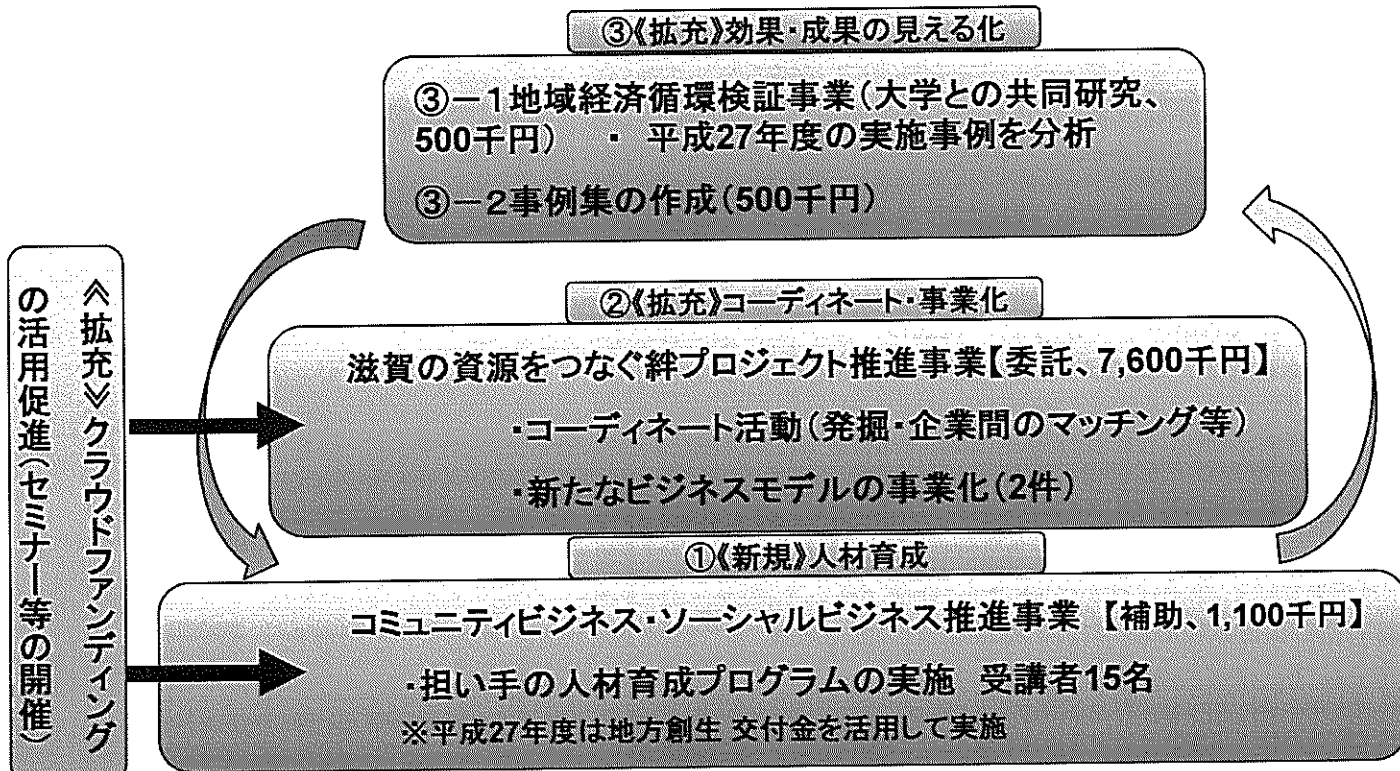 ③《拡充》効果・成果の見える化
③－1地域経済循環検証事業(大学との共同研究、
500千円)　・ 平成27年度の実施事例を分析
③－2事例集の作成(500千円)
②《拡充》コーディネート・事業化
滋賀の資源をつなぐ絆プロジェクト推進事業【委託、7,600千円】
・コーディネート活動(発掘・企業間のマッチング等)
・新たなビジネスモデルの事業化(2件)
①《新規》人材育成
コミュニティビジネス・ソーシャルビジネス推進事業 【補助、1,100千円】
・担い手の人材育成プログラムの実施 受講者15名
※平成27年度は地方創生 交付金を活用して実施
《拡充》クラウドファンディング
の活用促進(セミナー等の開催)